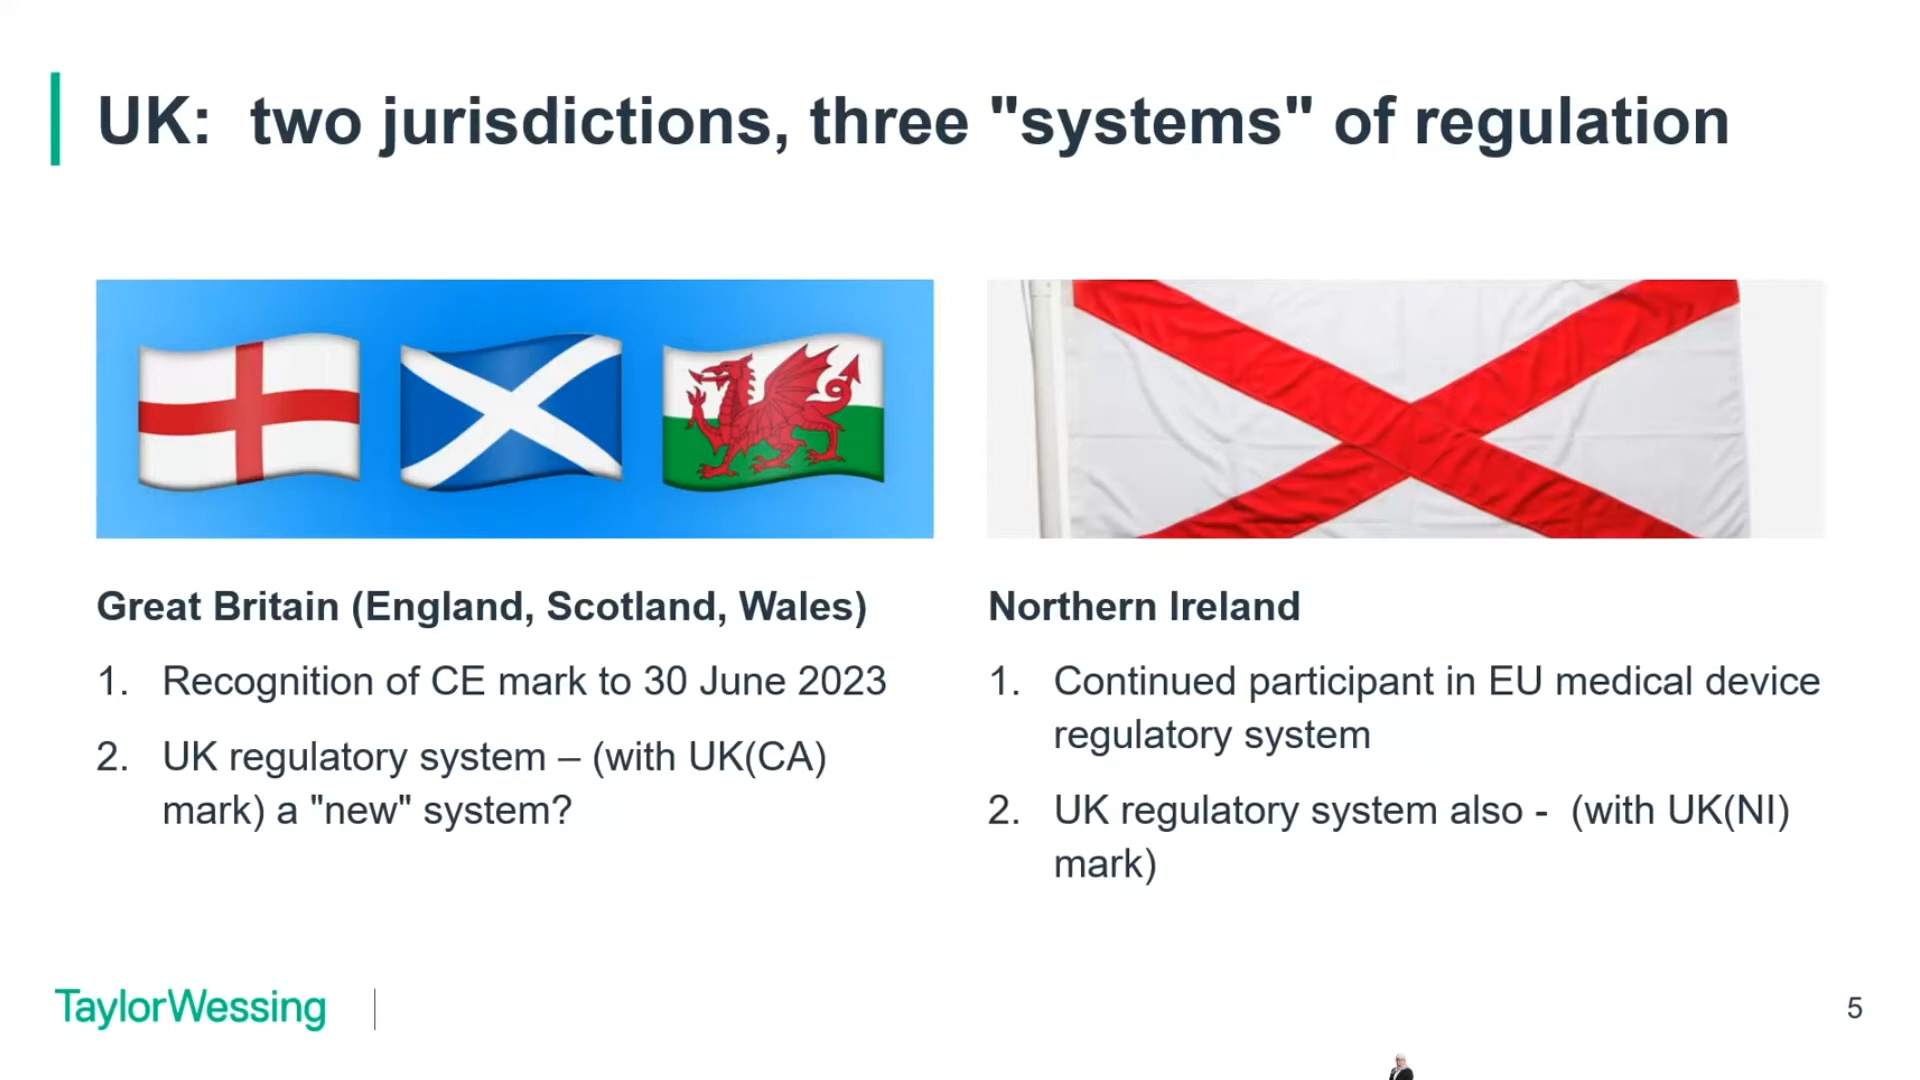 UK:  two jurisdictions, three "systems" of regulation
Great Britain (England, Scotland, Wales)
1. Recognition of CE mark to 30 June 2023
2. UK regulatory system – (with UK(CA)
mark) a "new" system?
Northern Ireland
1. Continued participant in EU medical device
regulatory system
2. UK regulatory system also -  (with UK(NI)
mark)
TaylorWessing
5